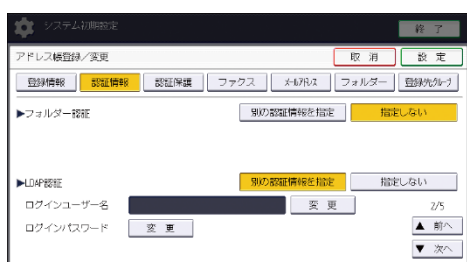 システム初期設定
終 了
アドレス帳登録／変更
取 消
設 定
登録情報
認証情報
認証保護
ファクス
ﾒｰﾙｱﾄﾞﾚｽ
フォルダー
登録先ｸﾞﾙｰﾌﾟ
▶フォルダー認証
別の認証情報を指定
指定しない
▶LDAP認証
別の認証情報を指定
指定しない
ログインユーザー名
変 更
2/5
ログインパスワード
変 更
▲ 前へ
▼ 次へ